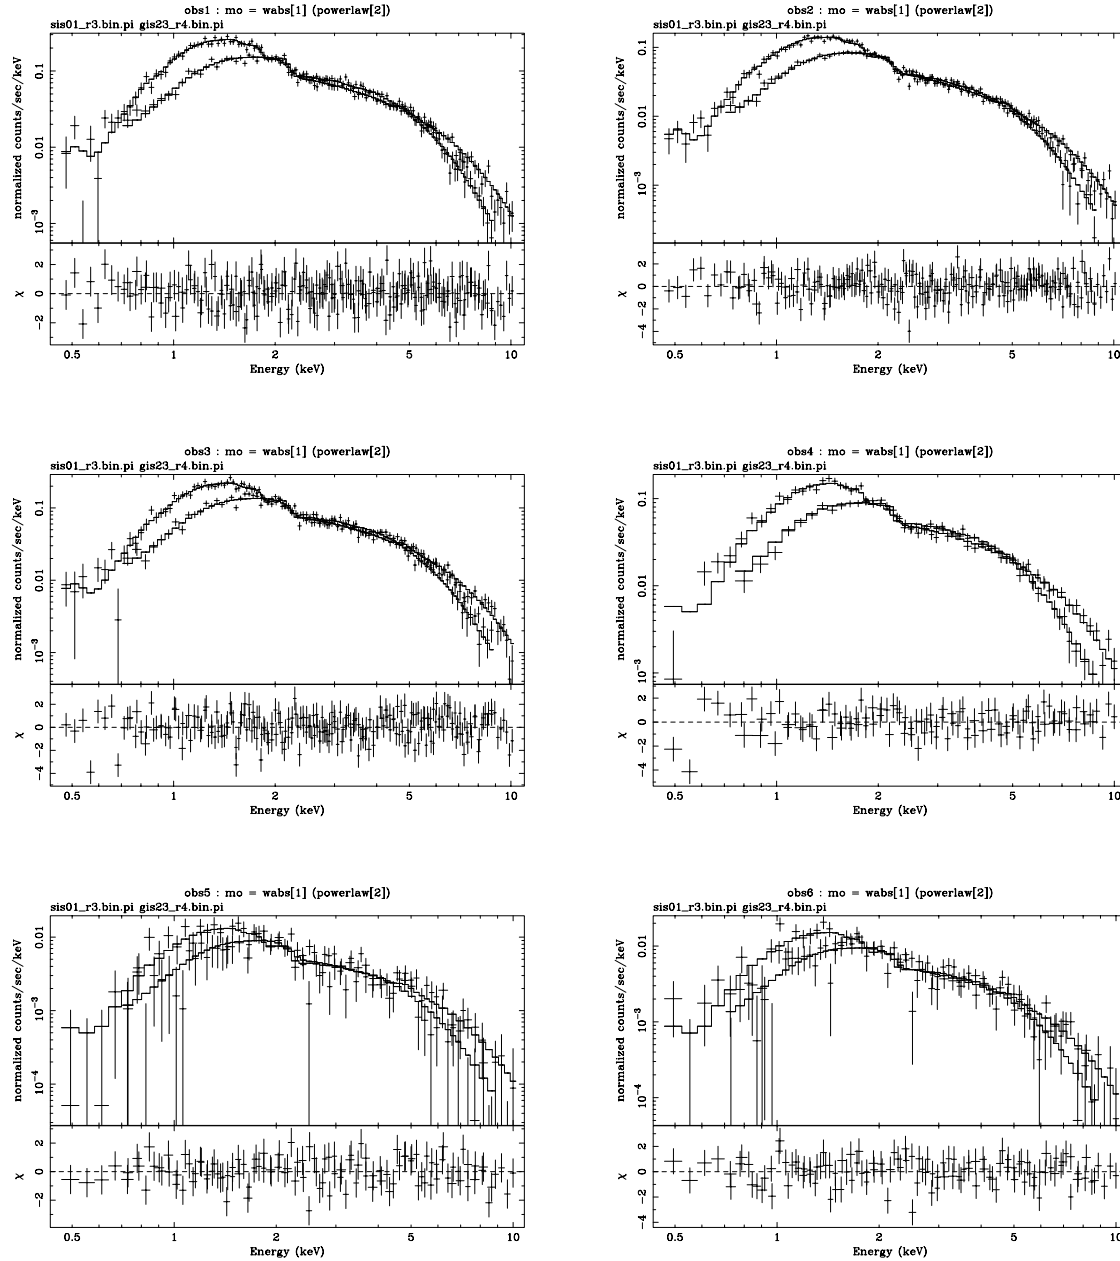 obs1 : mo = wabs[1] (powerlaw[2])
sis01_r3.bin.pi gis23_r4.bin.pi
normalized counts/sec/keV
0.1
0.01
10⁻³
χ
2
0
−2
0.5 1 2 5 10
Energy (keV)
obs2 : mo = wabs[1] (powerlaw[2])
sis01_r3.bin.pi gis23_r4.bin.pi
normalized counts/sec/keV
0.1
0.01
10⁻³
χ
2
0
−2
−4
0.5 1 2 5 10
Energy (keV)
obs3 : mo = wabs[1] (powerlaw[2])
sis01_r3.bin.pi gis23_r4.bin.pi
normalized counts/sec/keV
0.1
0.01
10⁻³
χ
2
0
−2
−4
0.5 1 2 5 10
Energy (keV)
obs4 : mo = wabs[1] (powerlaw[2])
sis01_r3.bin.pi gis23_r4.bin.pi
normalized counts/sec/keV
0.1
0.01
10⁻³
χ
2
0
−2
−4
0.5 1 2 5 10
Energy (keV)
obs5 : mo = wabs[1] (powerlaw[2])
sis01_r3.bin.pi gis23_r4.bin.pi
normalized counts/sec/keV
0.01
10⁻³
10⁻⁴
χ
2
0
−2
0.5 1 2 5 10
Energy (keV)
obs6 : mo = wabs[1] (powerlaw[2])
sis01_r3.bin.pi gis23_r4.bin.pi
normalized counts/sec/keV
0.01
10⁻³
10⁻⁴
χ
2
0
−2
−4
0.5 1 2 5 10
Energy (keV)